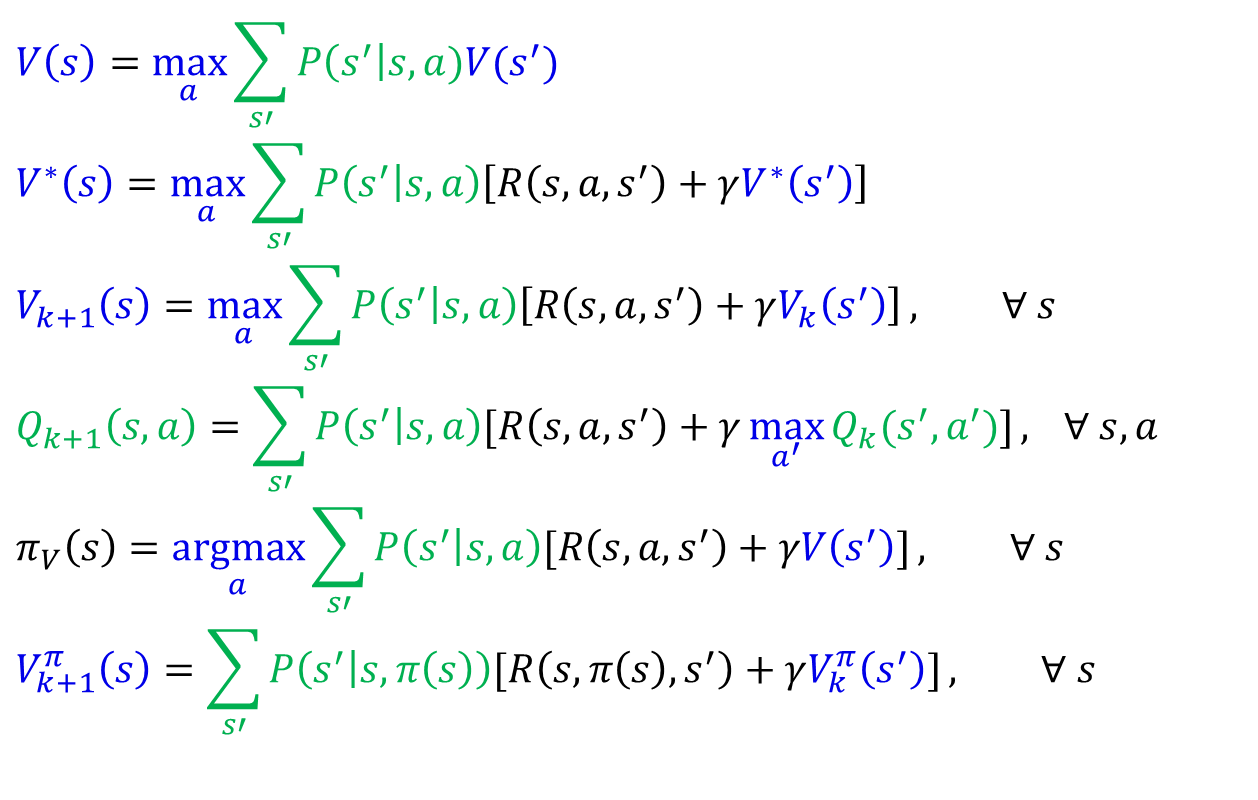 V(s) = max_a ∑_{s′} P(s′|s, a)V(s′)
V*(s) = max_a ∑_{s′} P(s′|s, a)[R(s, a, s′) + γV*(s′)]
V_{k+1}(s) = max_a ∑_{s′} P(s′|s, a)[R(s, a, s′) + γV_k(s′)] , ∀ s
Q_{k+1}(s, a) = ∑_{s′} P(s′|s, a)[R(s, a, s′) + γ max_{a′} Q_k(s′, a′)] , ∀ s, a
π_V(s) = argmax_a ∑_{s′} P(s′|s, a)[R(s, a, s′) + γV(s′)] , ∀ s
V^π_{k+1}(s) = ∑_{s′} P(s′|s, π(s))[R(s, π(s), s′) + γV^π_k(s′)] , ∀ s